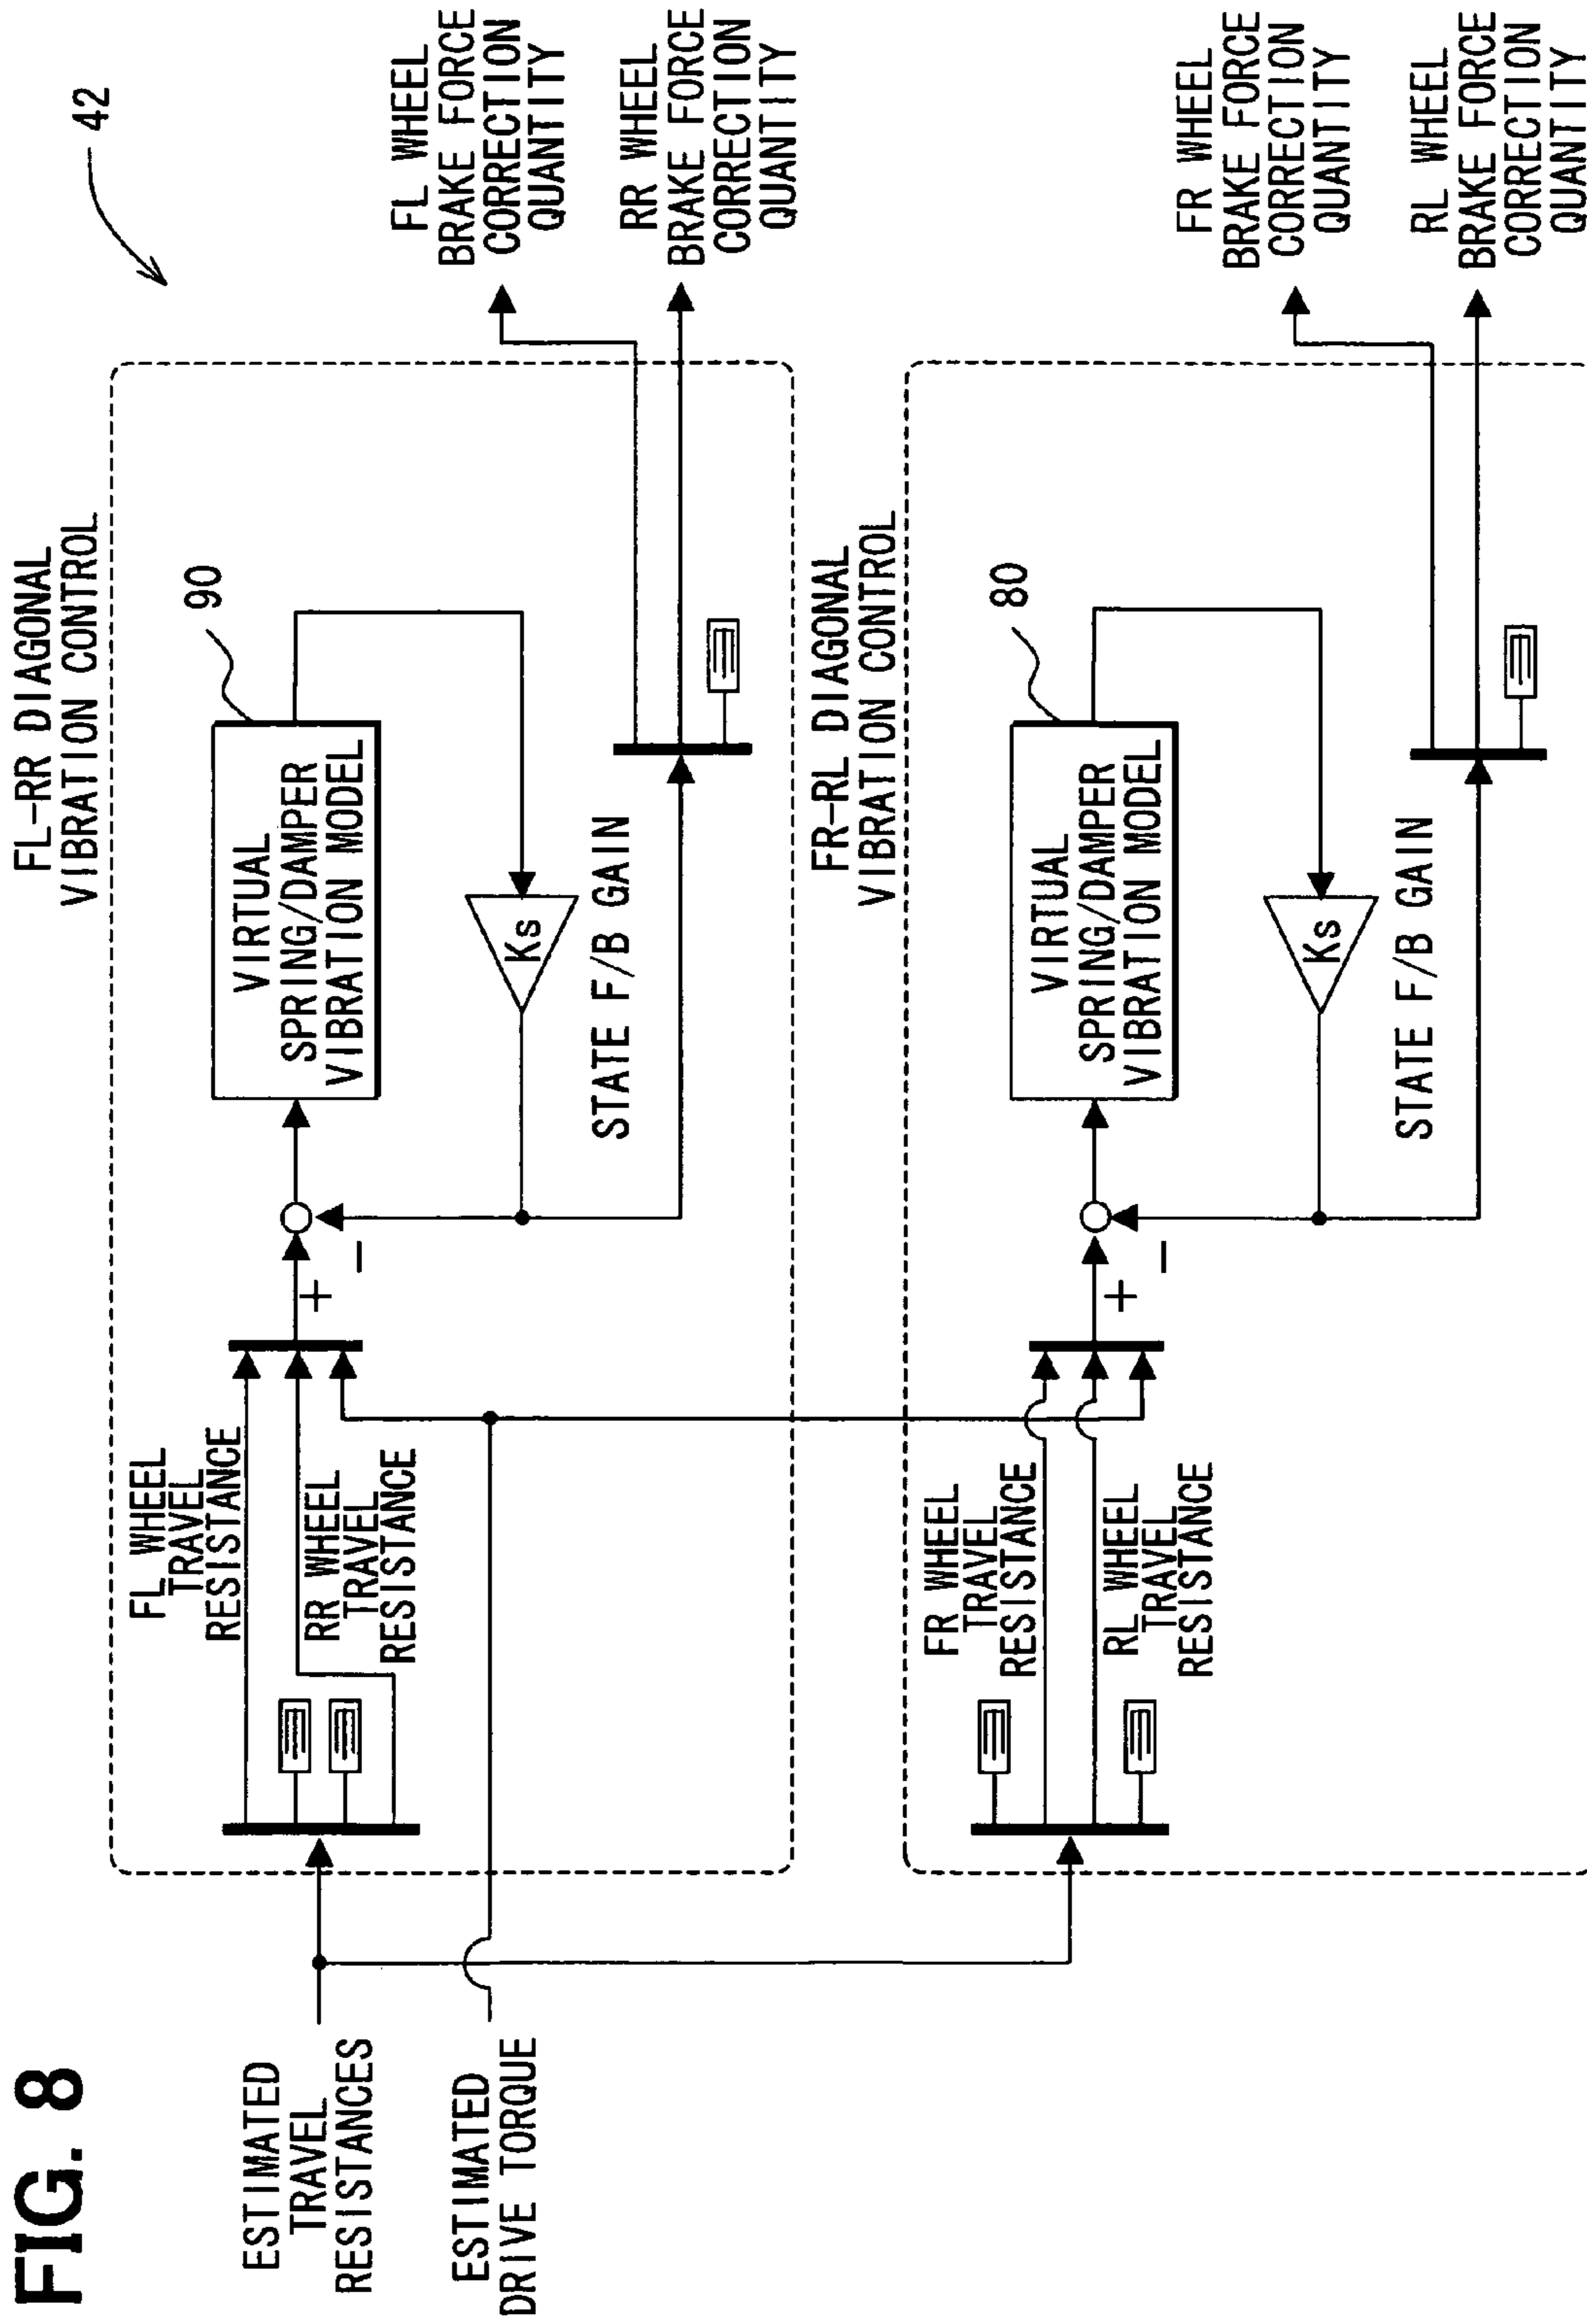 FIG. 8
42
ESTIMATED
TRAVEL
RESISTANCES
ESTIMATED
DRIVE TORQUE
FL-RR DIAGONAL
VIBRATION CONTROL
FL WHEEL
TRAVEL
RESISTANCE
RR WHEEL
TRAVEL
RESISTANCE
+
−
90
VIRTUAL
SPRING/DAMPER
VIBRATION MODEL
Ks
STATE F/B GAIN
FL WHEEL
BRAKE FORCE
CORRECTION
QUANTITY
RR WHEEL
BRAKE FORCE
CORRECTION
QUANTITY
FR-RL DIAGONAL
VIBRATION CONTROL
FR WHEEL
TRAVEL
RESISTANCE
RL WHEEL
TRAVEL
RESISTANCE
+
−
80
VIRTUAL
SPRING/DAMPER
VIBRATION MODEL
Ks
STATE F/B GAIN
FR WHEEL
BRAKE FORCE
CORRECTION
QUANTITY
RL WHEEL
BRAKE FORCE
CORRECTION
QUANTITY